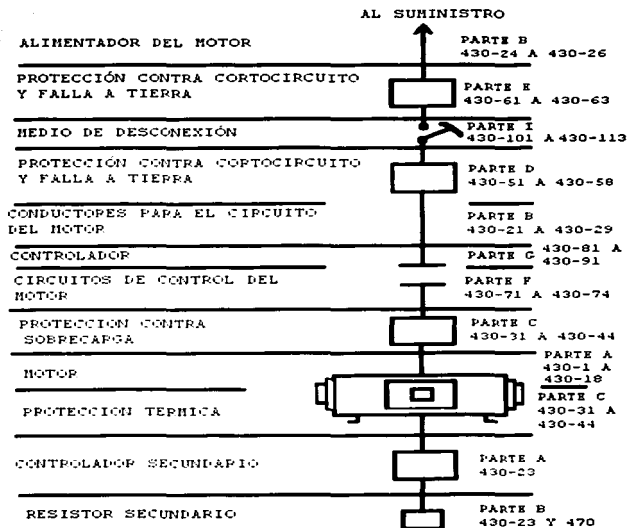 AL SUMINISTRO
ALIMENTADOR DEL MOTOR
PARTE B
430-24 A 430-26
PROTECCIÓN CONTRA CORTOCIRCUITO
Y FALLA A TIERRA
PARTE E
430-61 A 430-63
MEDIO DE DESCONEXIÓN
PARTE I
430-101 A 430-113
PROTECCIÓN CONTRA CORTOCIRCUITO
Y FALLA A TIERRA
PARTE D
430-51 A 430-58
CONDUCTORES PARA EL CIRCUITO
DEL MOTOR
PARTE B
430-21 A 430-29
CONTROLADOR
PARTE G
430-81 A
430-91
CIRCUITOS DE CONTROL DEL
MOTOR
PARTE F
430-71 A 430-74
PROTECCION CONTRA
SOBRECARGA
PARTE C
430-31 A 430-44
MOTOR
PARTE A
430-1 A
430-18
PROTECCION TERMICA
PARTE C
430-31 A
430-44
CONTROLADOR SECUNDARIO
PARTE A
430-23
RESISTOR SECUNDARIO
PARTE B
430-23 Y 470